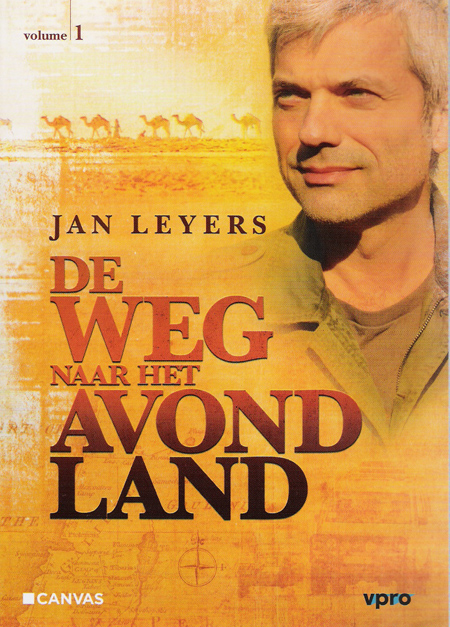 volume 1
JAN LEYERS
DE
WEG
NAAR HET
AVOND
LAND
CANVAS
vpro